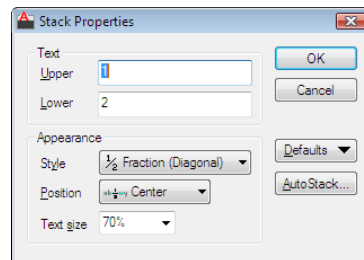 Stack Properties
Text
Upper 1
Lower 2
OK
Cancel
Appearance
Style 1/2 Fraction (Diagonal)
Position Center
Text size 70%
Defaults
AutoStack...